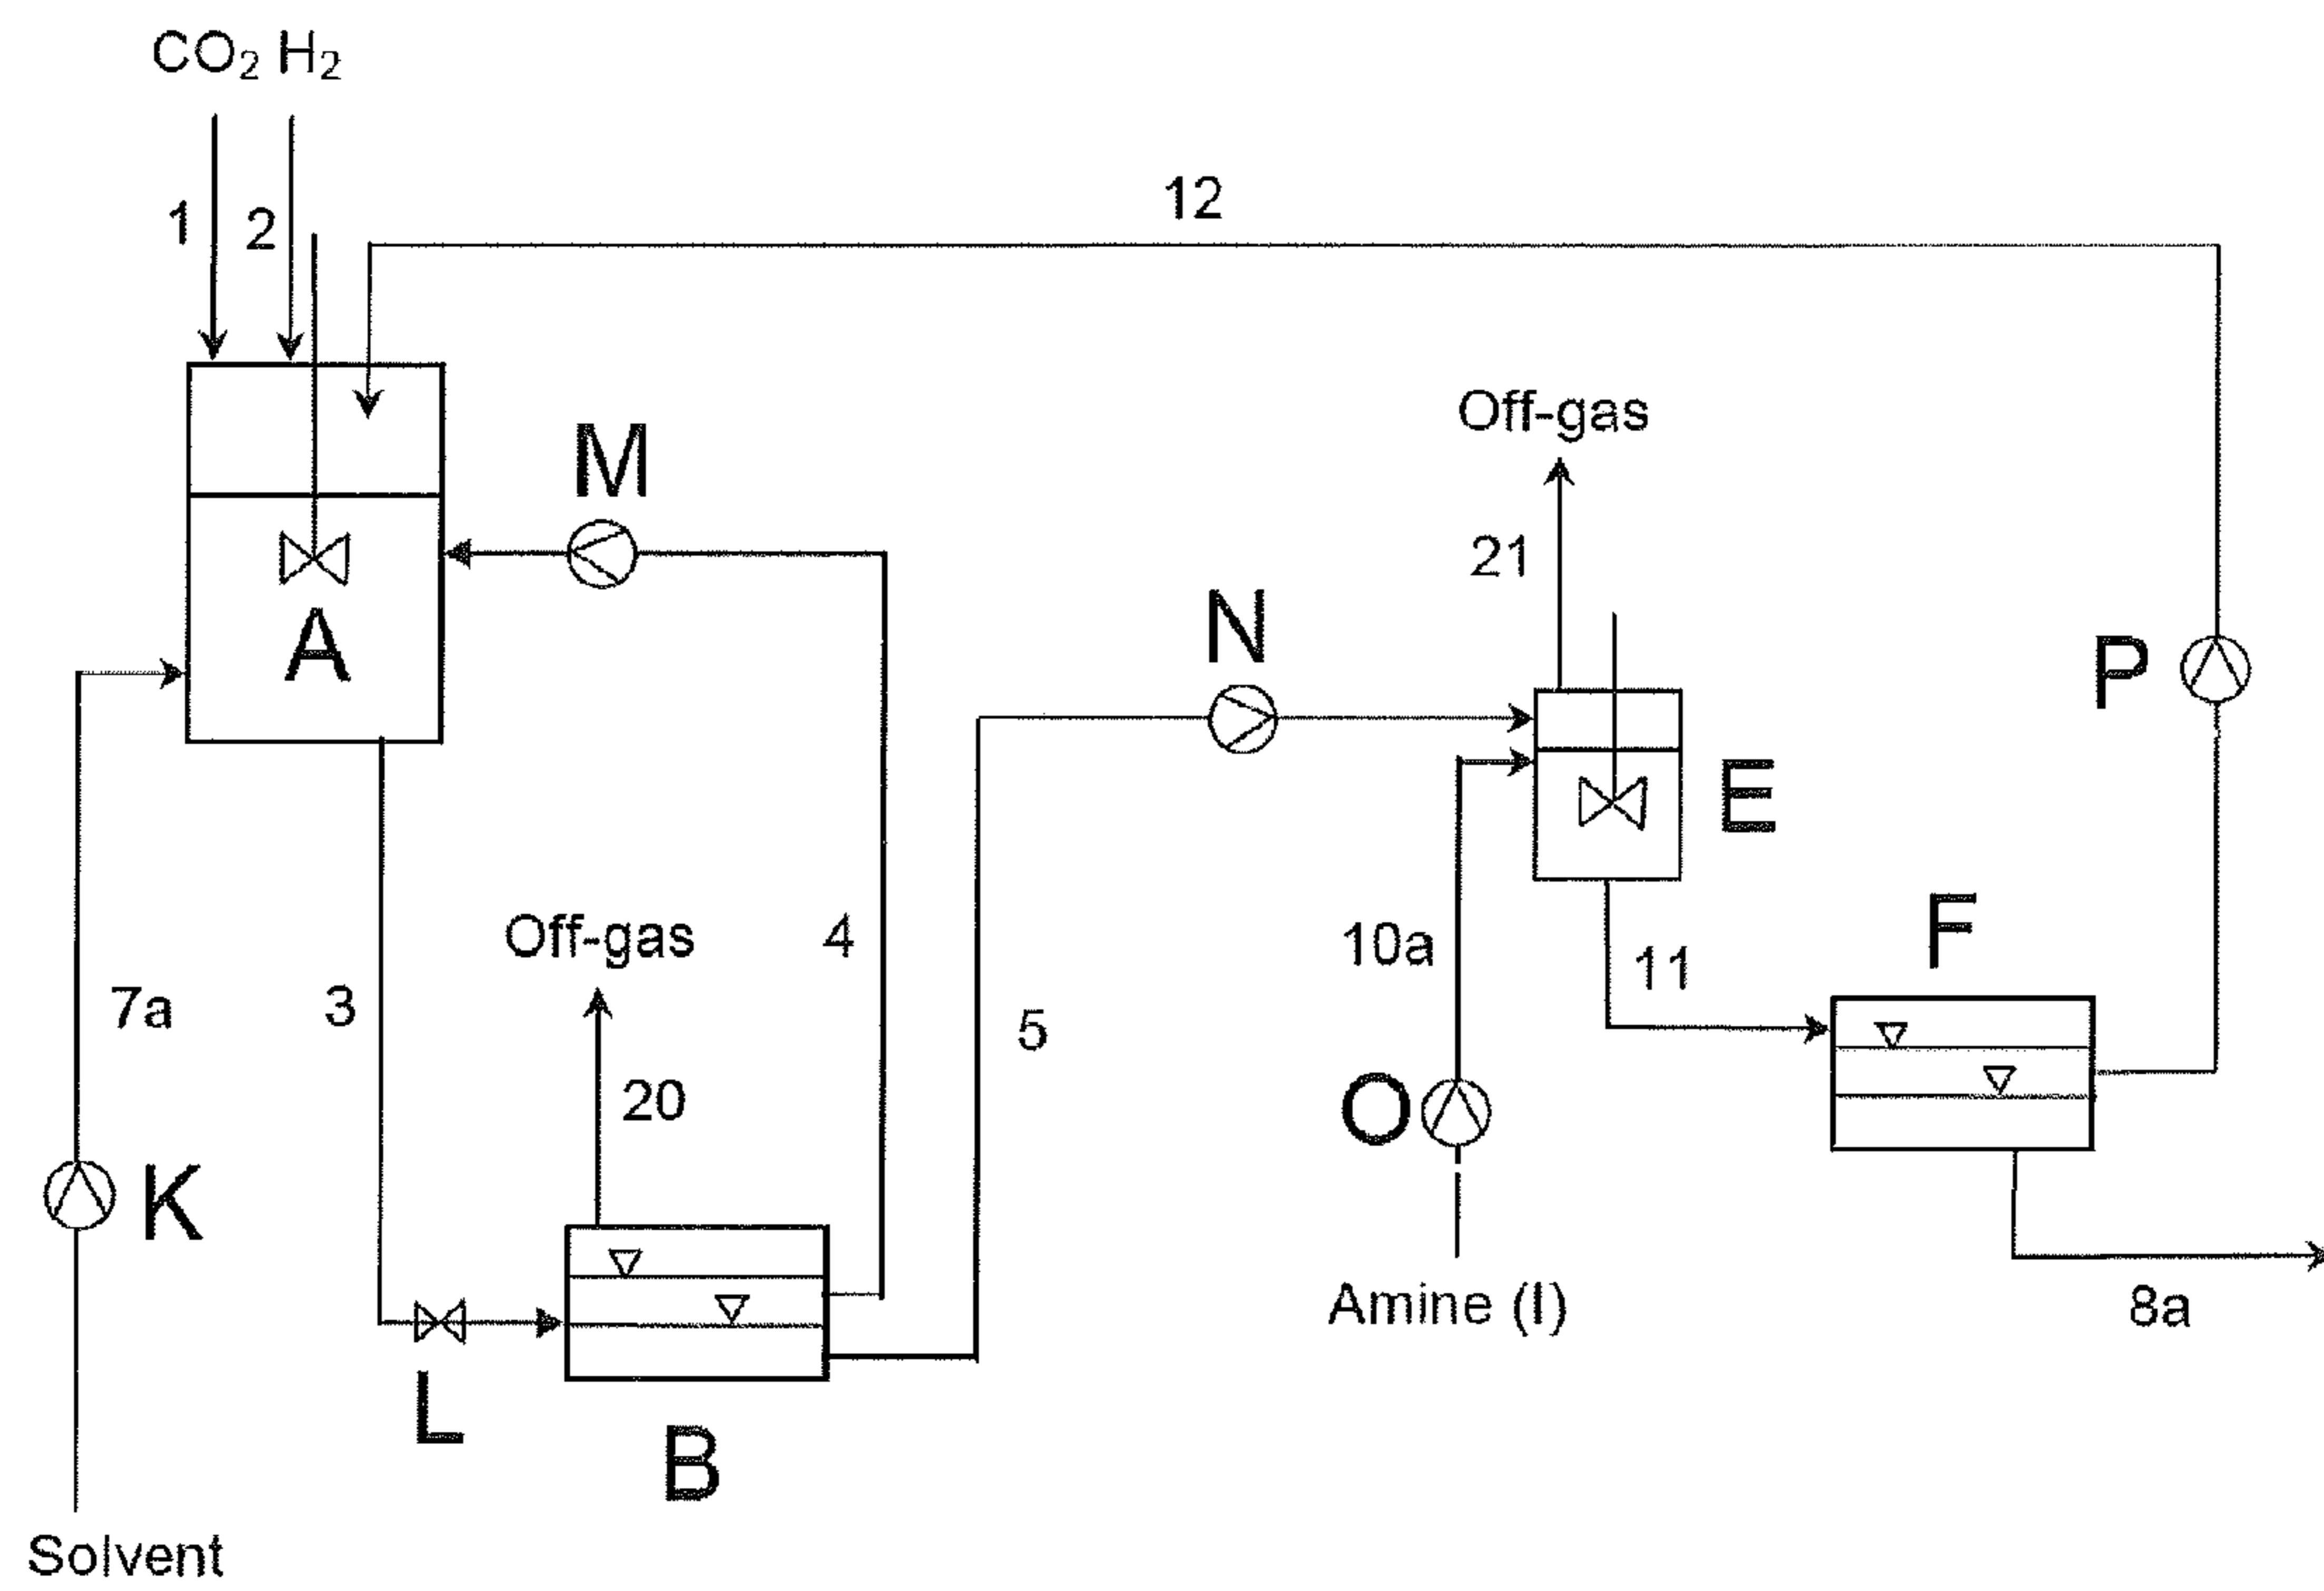 CO₂ H₂
12
1
2
Off-gas
M
21
N
A
P
E
Off-gas
4
10a
11
F
7a
3
5
20
O
K
Amine (I)
8a
L
B
Solvent